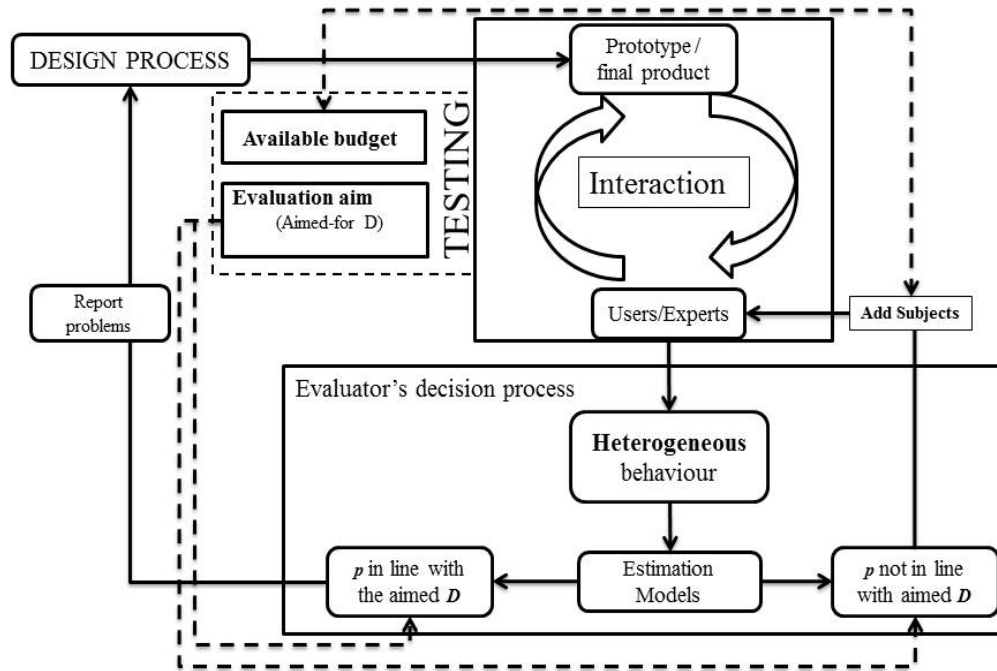 DESIGN PROCESS
Prototype /
final product
Available budget
Evaluation aim
(Aimed-for D)
TESTING
Interaction
Report
problems
Users/Experts
Add Subjects
Evaluator’s decision process
Heterogeneous
behaviour
p in line with
the aimed D
Estimation
Models
p not in line
with aimed D